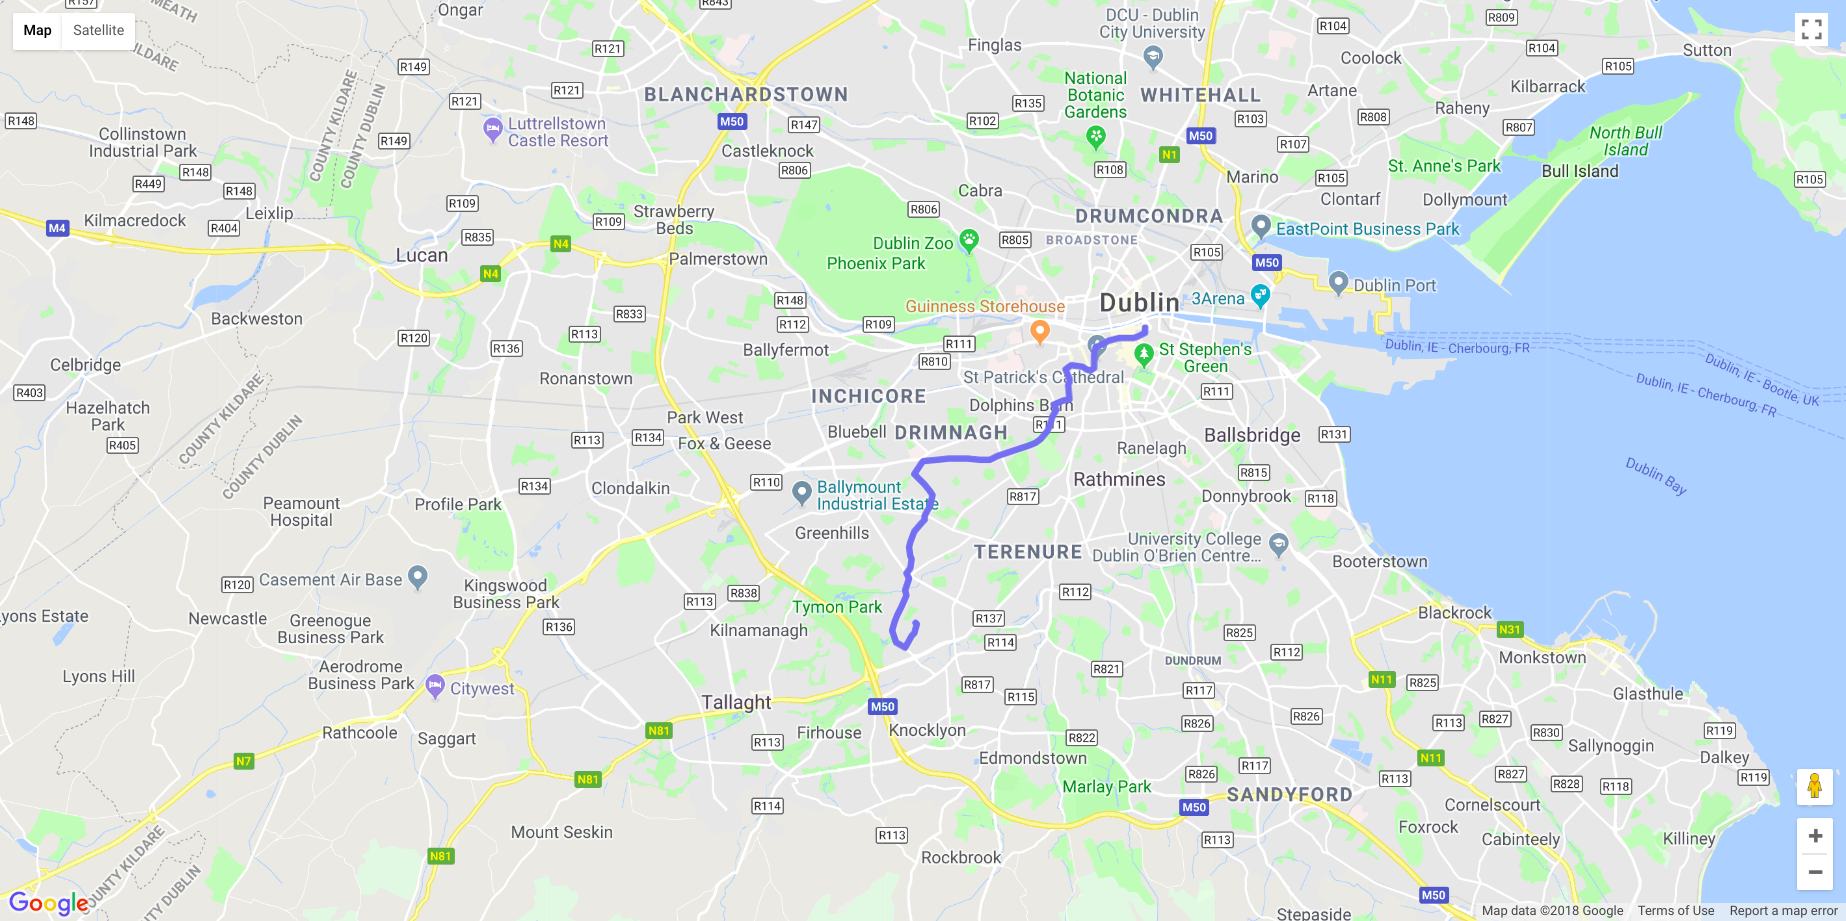 Map
Satellite
Ongar
R157
MEATH
COUNTY KILDARE
R843
DCU - Dublin
City University
R104
R809
R104
Sutton
R121
Finglas
Coolock
R105
R149
National
Botanic
Gardens
Kilbarrack
R121
R121
BLANCHARDSTOWN
WHITEHALL
Artane
R104
R105
R148
Collinstown
Industrial Park
COUNTY KILDARE
COUNTY DUBLIN
Luttrellstown
Castle Resort
M50
R147
R135
R102
R103
R808
Raheny
R807
North Bull
Island
R149
M50
R107
Castleknock
N1
St. Anne's Park
Bull Island
R148
R449
R148
R806
R108
Marino
R105
R105
Leixlip
R109
Cabra
Clontarf
Dollymount
Kilmacredock
R404
Strawberry
Beds
R806
DRUMCONDRA
M4
R835
R109
R805
BROADSTONE
EastPoint Business Park
Lucan
N4
Dublin Zoo
R105
Palmerstown
Phoenix Park
M50
N4
Dublin Port
R148
Guinness Storehouse
Dublin
3Arena
Backweston
R833
R112
R109
R113
R111
Dublin, IE - Cherbourg, FR
R136
Ballyfermot
R810
St Stephen's
Green
Dublin, IE - Bootle, UK
Celbridge
Ronanstown
St Patrick's Cathedral
Dublin, IE - Cherbourg, FR
R403
INCHICORE
R111
Hazelhatch
Park
COUNTY KILDARE
COUNTY DUBLIN
Park West
Dolphins Barn
R405
R113
R134
Fox & Geese
Bluebell
DRIMNAGH
R111
Ballsbridge
R131
Ranelagh
Dublin Bay
R134
Clondalkin
R110
Ballymount
Industrial Estate
Rathmines
R815
Peamount
Hospital
Profile Park
R817
Donnybrook
R118
Greenhills
TERENURE
University College
Dublin O'Brien Centre...
Booterstown
Casement Air Base
R120
Kingswood
Business Park
R113
R838
Tymon Park
R112
Lyons Estate
Newcastle
Greenogue
Business Park
R136
Kilnamanagh
R137
R114
R825
Blackrock
N31
Aerodrome
Business Park
DUNDRUM
R112
Monkstown
Lyons Hill
R821
Citywest
R817
R115
R117
N11
R825
Glasthule
Tallaght
M50
R826
R826
R113
R827
Rathcoole
Saggart
N81
R113
Firhouse
Knocklyon
R822
R830
R119
Sallynoggin
N7
Edmondstown
N11
Dalkey
N81
R826
R117
R113
R827
R828
R118
R119
Marlay Park
SANDYFORD
R114
M50
Cornelscourt
Mount Seskin
R113
R113
Foxrock
Cabinteely
Killiney
COUNTY KILDARE
COUNTY DUBLIN
N81
Rockbrook
M50
Stepaside
Google
Map data ©2018 Google
Terms of Use
Report a map error